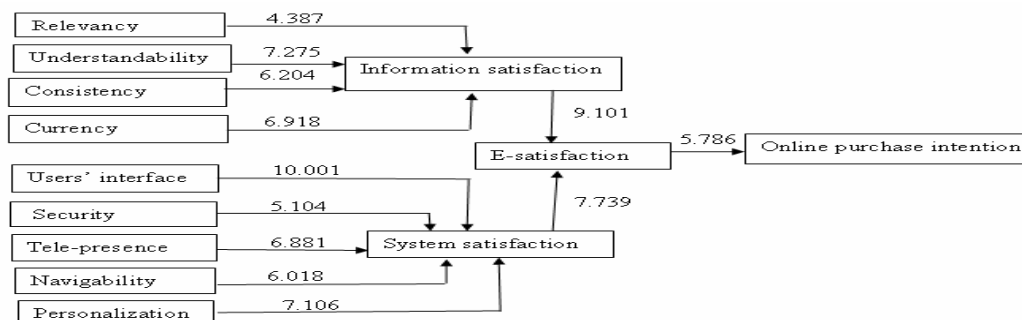 Relevancy
4.387
Understandability
7.275
Information satisfaction
Consistency
6.204
Currency
6.918
9.101
E-satisfaction
5.786
Online purchase intention
Users' interface
10.001
7.739
Security
5.104
Tele-presence
6.881
System satisfaction
Navigability
6.018
Personalization
7.106